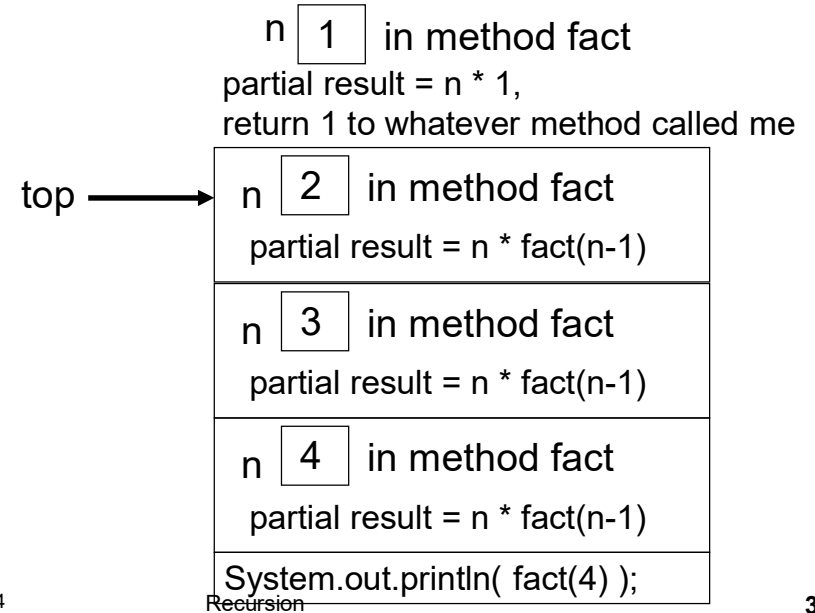 n 1 in method fact
partial result = n * 1,
return 1 to whatever method called me
top n 2 in method fact
partial result = n * fact(n-1)
n 3 in method fact
partial result = n * fact(n-1)
n 4 in method fact
partial result = n * fact(n-1)
System.out.println( fact(4) );
4 Recursion 3